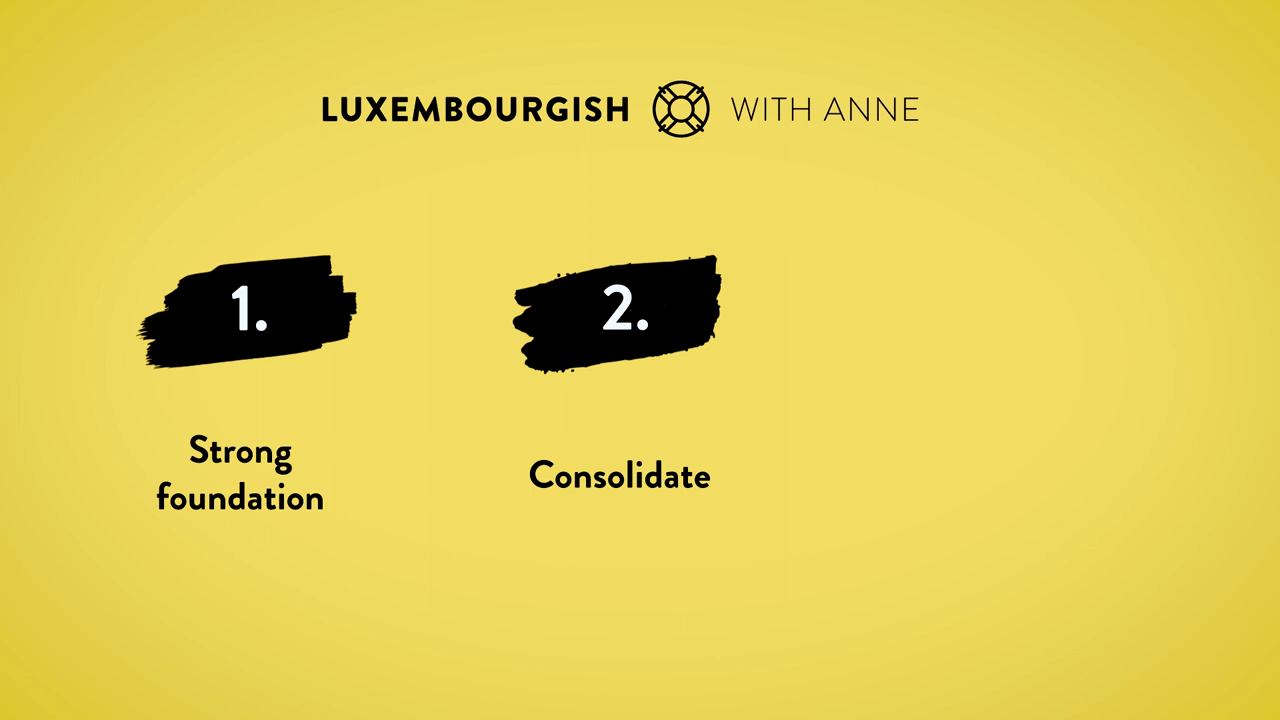 LUXEMBOURGISH WITH ANNE
1.
2.
Strong
foundation
Consolidate